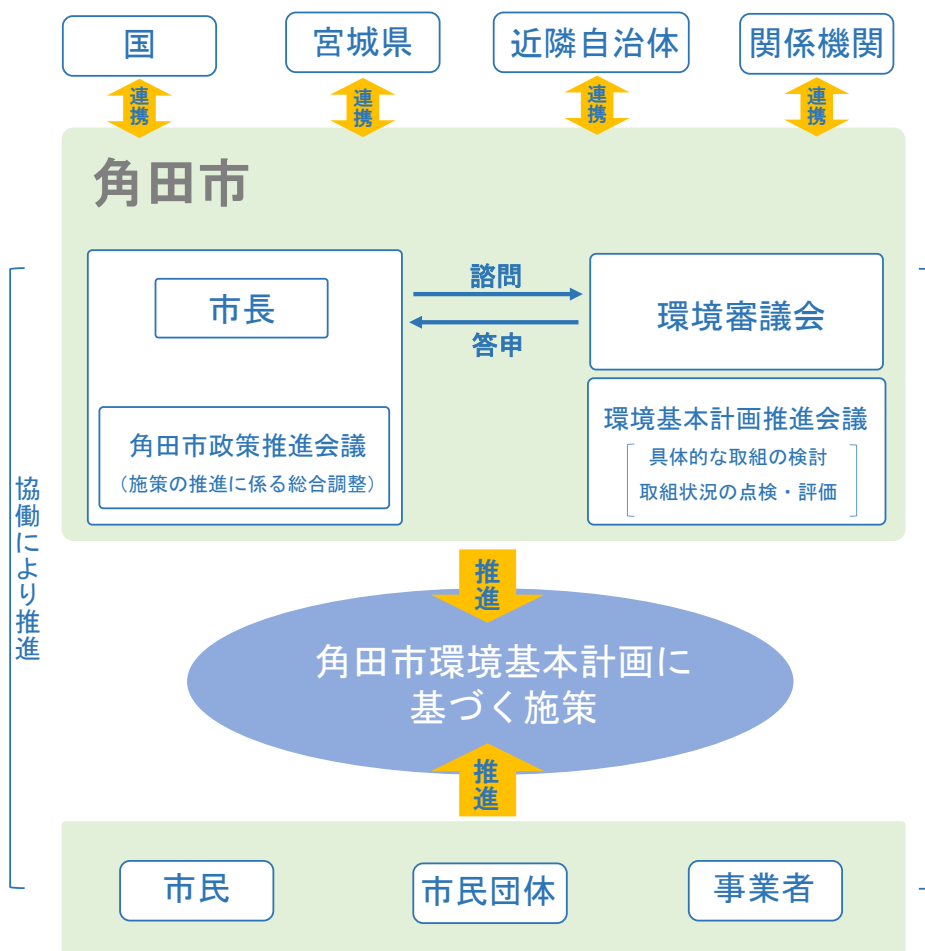 国
宮城県
近隣自治体
関係機関
連携
連携
連携
連携
角田市
市長
諮問
答申
環境審議会
角田市政策推進会議
（施策の推進に係る総合調整）
環境基本計画推進会議
具体的な取組の検討
取組状況の点検・評価
協働により推進
推進
角田市環境基本計画に
基づく施策
推進
市民
市民団体
事業者